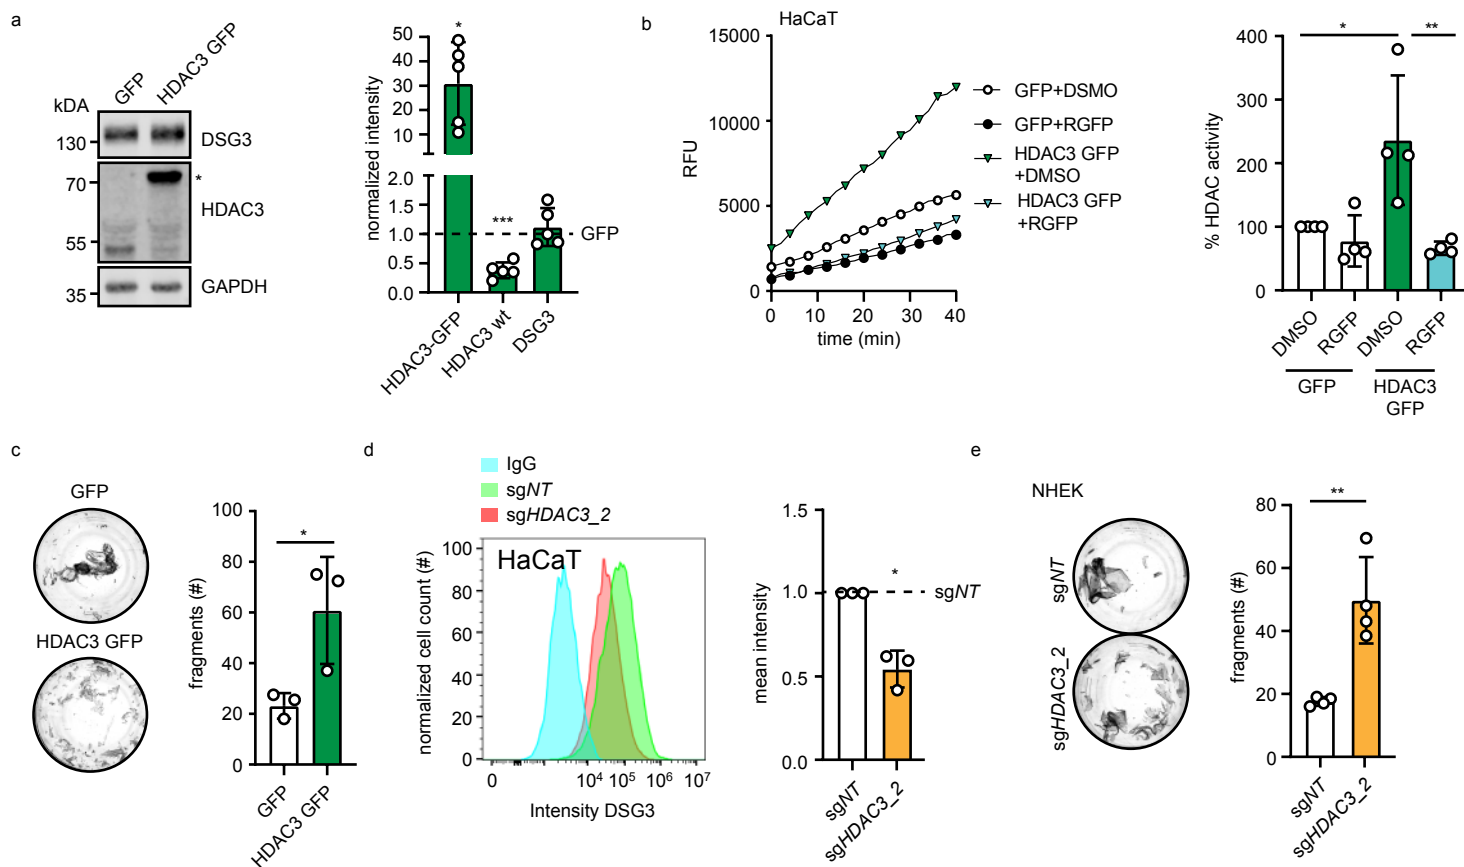 a
GFP
HDAC3 GFP
kDA
130
70
55
35
DSG3
*
HDAC3
GAPDH
normalized intensity
50
40
30
20
10
2.0
1.5
1.0
0.5
0.0
*
***
GFP
HDAC3-GFP
HDAC3 wt
DSG3
b
HaCaT
RFU
15000
10000
5000
0
0
10
20
30
40
time (min)
GFP+DSMO
GFP+RGFP
HDAC3 GFP
+DMSO
HDAC3 GFP
+RGFP
% HDAC activity
400
300
200
100
0
*
**
DMSO
RGFP
DMSO
RGFP
GFP
HDAC3
GFP
c
GFP
HDAC3 GFP
fragments (#)
100
80
60
40
20
0
*
GFP
HDAC3 GFP
d
IgG
sgNT
sgHDAC3_2
HaCaT
normalized cell count (#)
100
80
60
40
20
0
0
10⁴
10⁵
10⁶
10⁷
Intensity DSG3
mean intensity
1.5
1.0
0.5
0.0
*
sgNT
sgNT
sgHDAC3_2
e
NHEK
sgNT
sgHDAC3_2
fragments (#)
80
60
40
20
0
**
sgNT
sgHDAC3_2